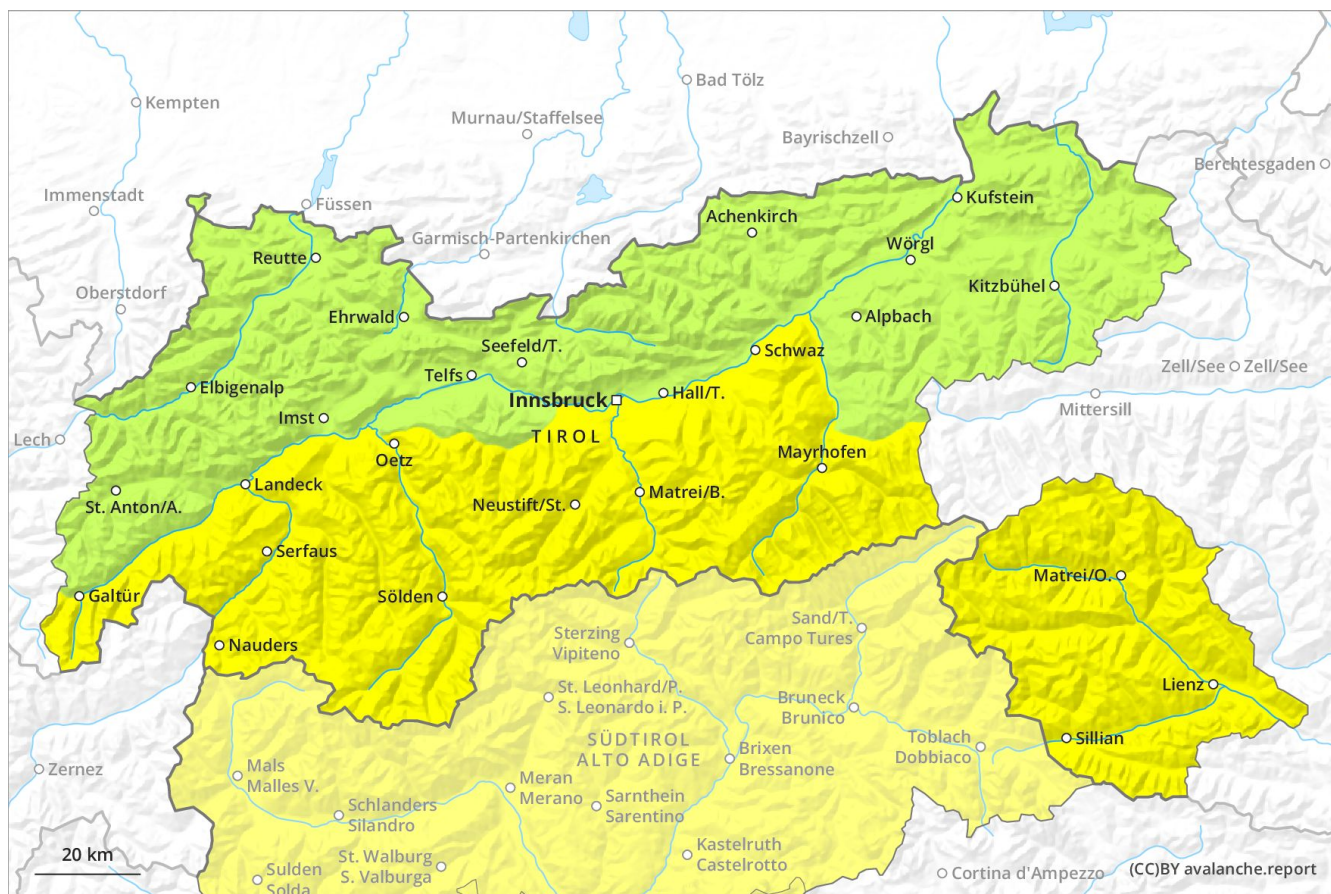 Bad Tölz
Kempten
Murnau/Staffelsee
Bayrischzell
Berchtesgaden
Immenstadt
Füssen
Kufstein
Achenkirch
Garmisch-Partenkirchen
Wörgl
Reutte
Oberstdorf
Kitzbühel
Ehrwald
Alpbach
Seefeld/T.
Schwaz
Zell/See
Zell/See
Telfs
Elbigenalp
Hall/T.
Innsbruck
Mittersill
Imst
Lech
TIROL
Oetz
Mayrhofen
Landeck
St. Anton/A.
Neustift/St.
Matrei/B.
Serfaus
Matrei/O.
Galtür
Sölden
Sand/T.
Campo Tures
Sterzing
Vipiteno
Nauders
Lienz
St. Leonhard/P.
S. Leonardo i. P.
Bruneck
Brunico
Sillian
Toblach
Dobbiaco
SÜDTIROL
ALTO ADIGE
Brixen
Bressanone
Zernez
Mals
Malles V.
Meran
Merano
Schlanders
Silandro
Sarnthein
Sarentino
Kastelruth
Castelrotto
20 km
St. Walburg
S. Valburga
Sulden
Solda
Cortina d'Ampezzo
(CC)BY avalanche.report